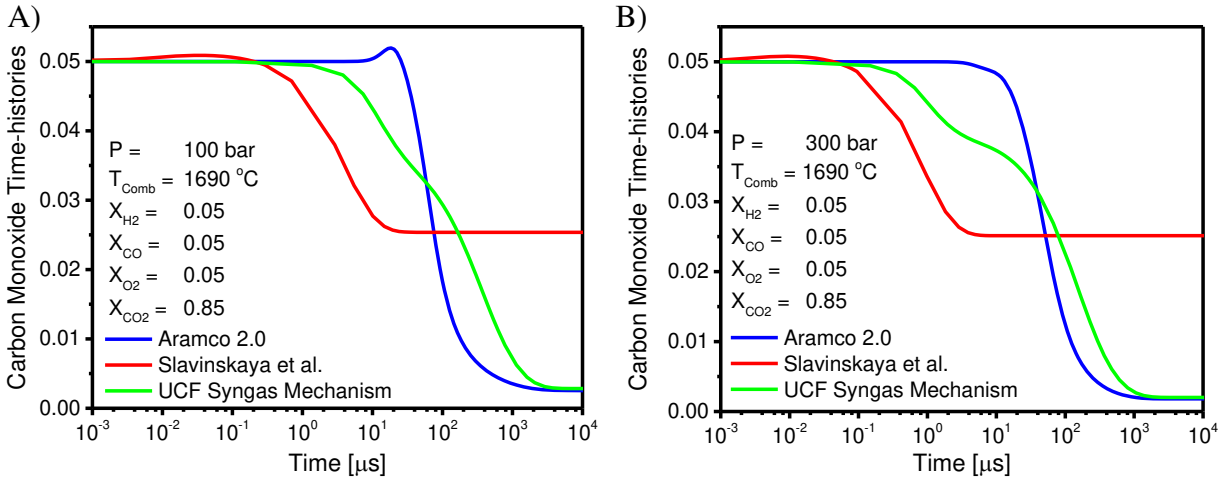 A)
Carbon Monoxide Time-histories
0.05
0.04
0.03
0.02
0.01
0.00
P = 100 bar
T_Comb = 1690 °C
X_H2 = 0.05
X_CO = 0.05
X_O2 = 0.05
X_CO2 = 0.85
Aramco 2.0
Slavinskaya et al.
UCF Syngas Mechanism
10^-3 10^-2 10^-1 10^0 10^1 10^2 10^3 10^4
Time [μs]
B)
Carbon Monoxide Time-histories
0.05
0.04
0.03
0.02
0.01
0.00
P = 300 bar
T_Comb = 1690 °C
X_H2 = 0.05
X_CO = 0.05
X_O2 = 0.05
X_CO2 = 0.85
Aramco 2.0
Slavinskaya et al.
UCF Syngas Mechanism
10^-3 10^-2 10^-1 10^0 10^1 10^2 10^3 10^4
Time [μs]